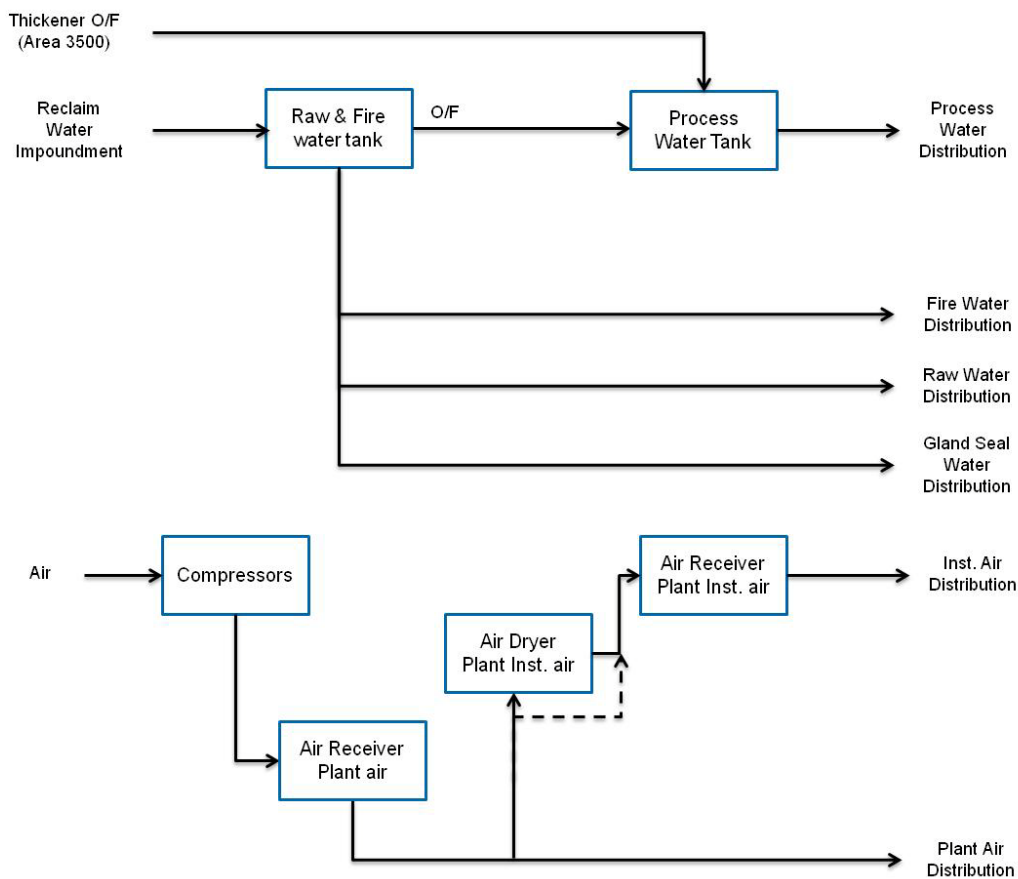 Thickener O/F
(Area 3500)
Reclaim
Water
Impoundment
Raw & Fire
water tank
O/F
Process
Water Tank
Process
Water
Distribution
Fire Water
Distribution
Raw Water
Distribution
Gland Seal
Water
Distribution
Air
Compressors
Air Receiver
Plant Inst. air
Inst. Air
Distribution
Air Dryer
Plant Inst. air
Air Receiver
Plant air
Plant Air
Distribution